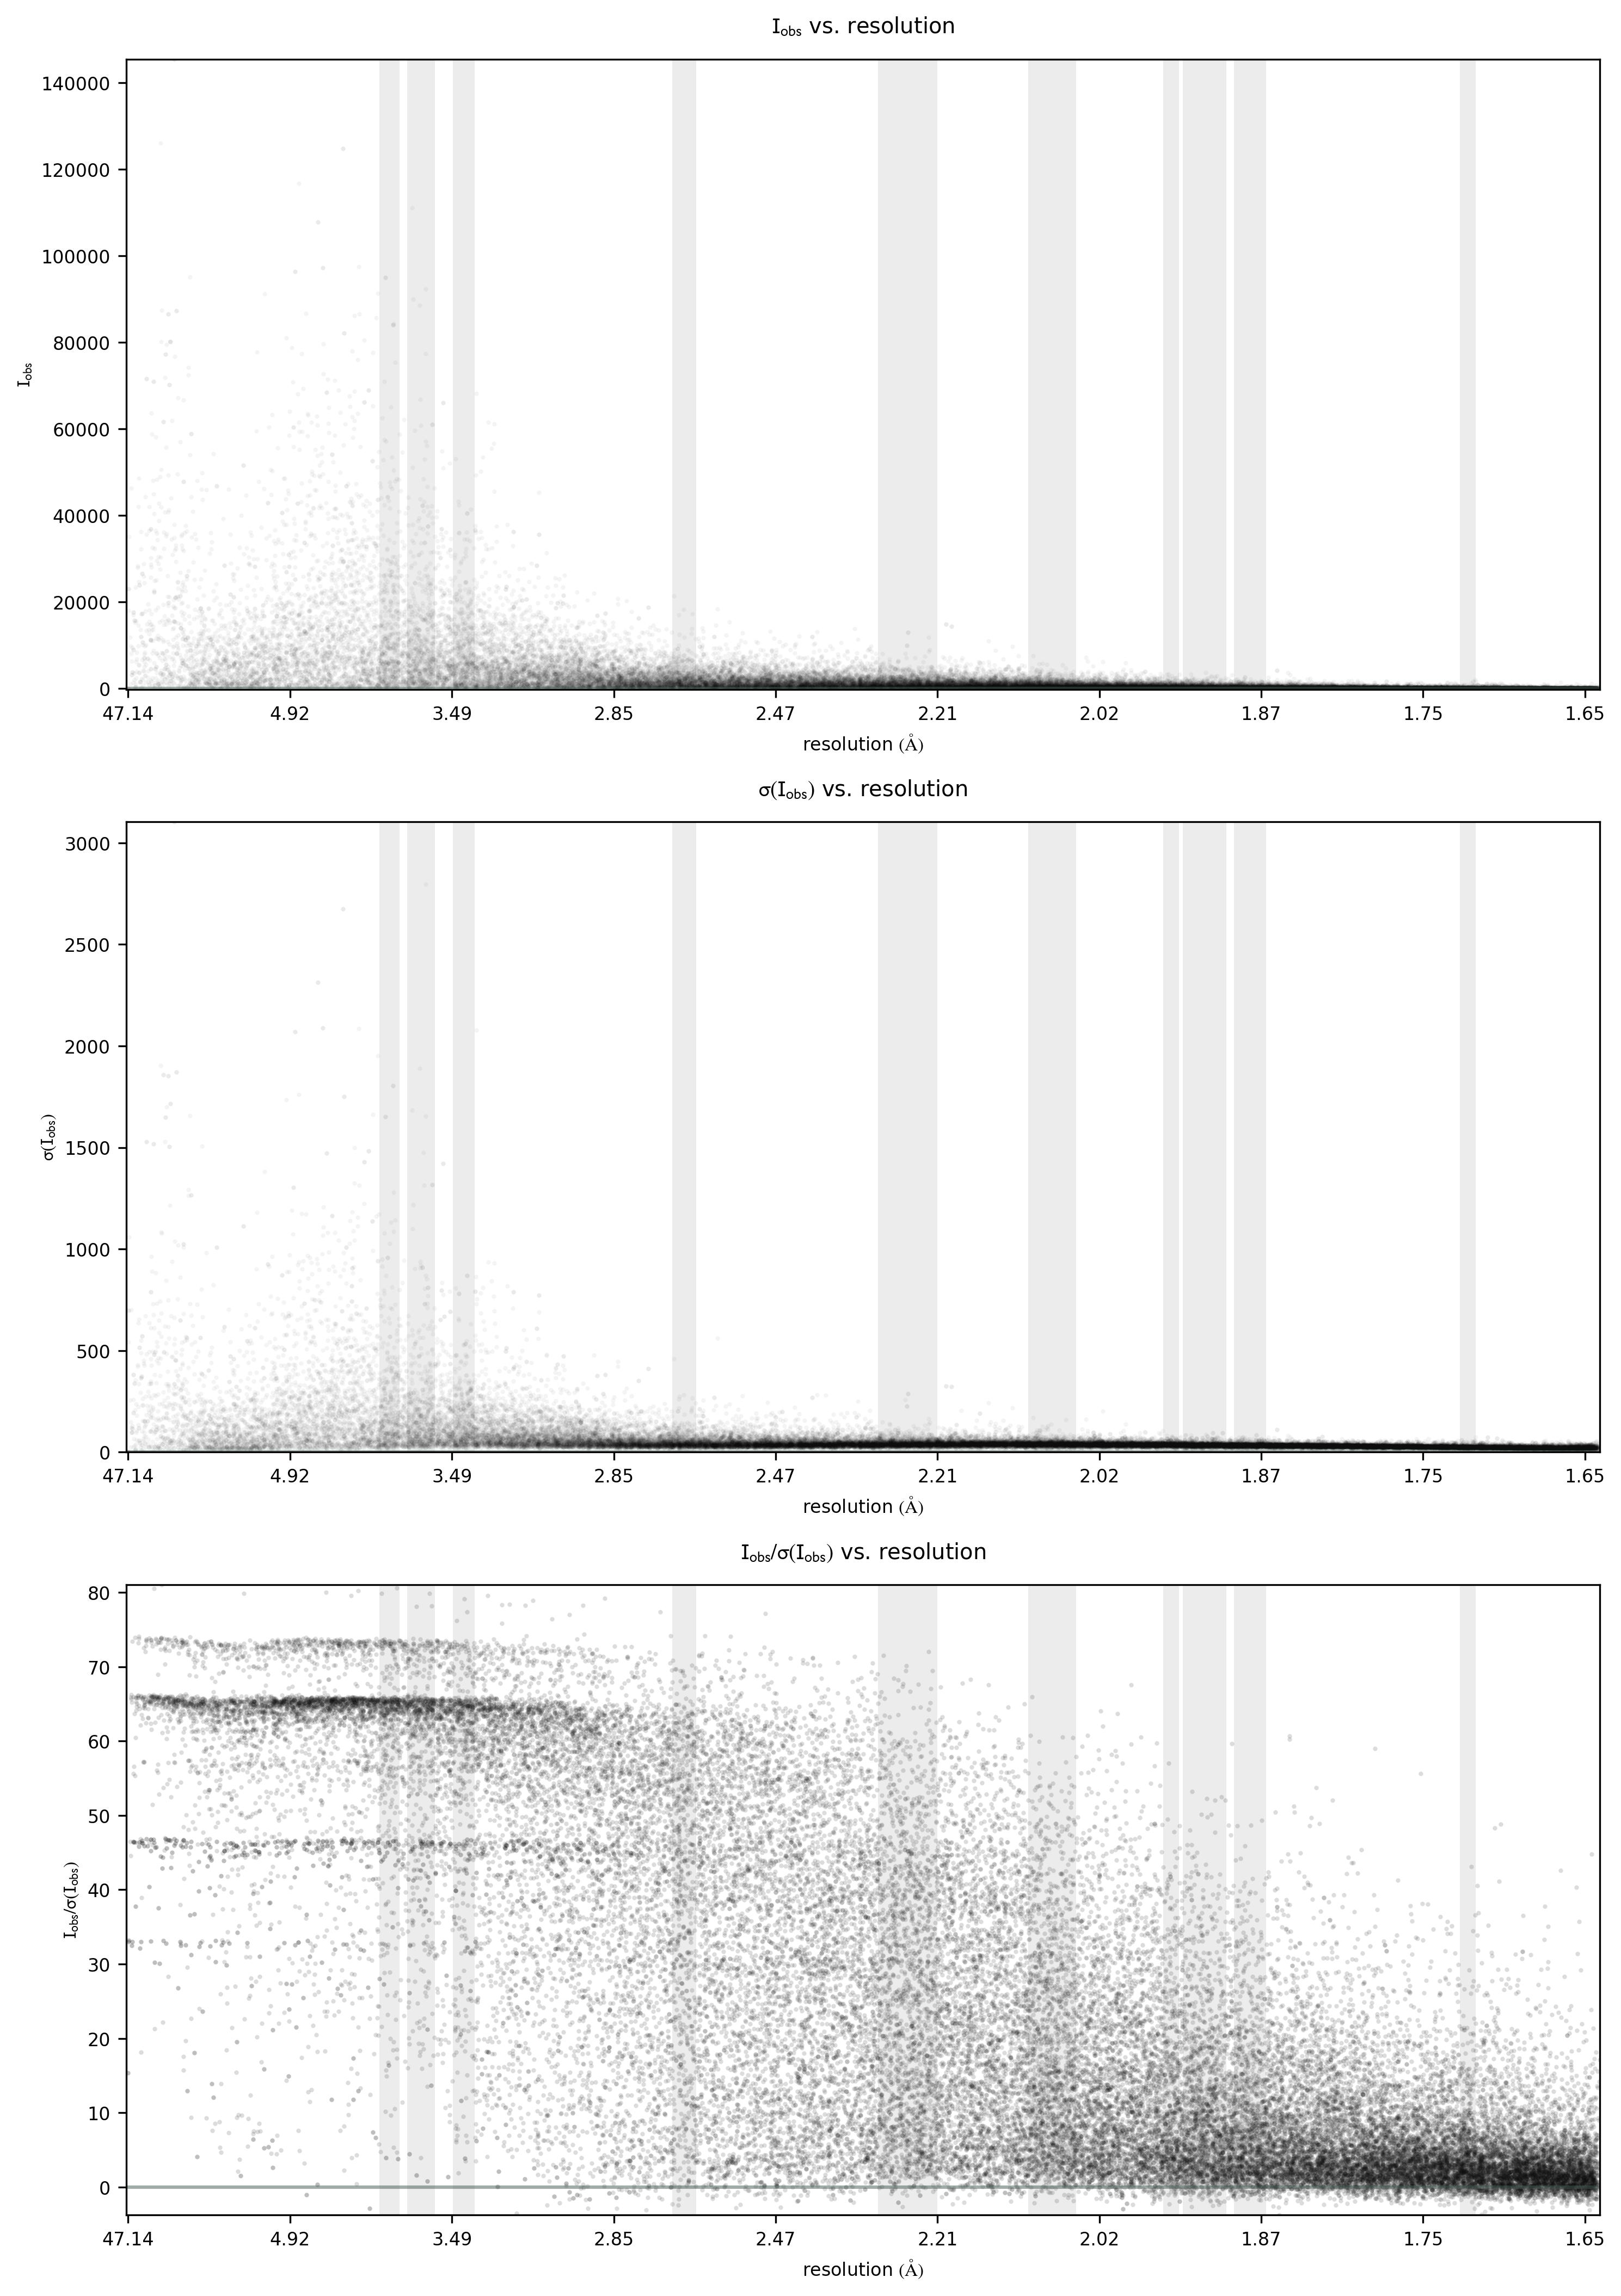 Iobs vs. resolution
140000
120000
100000
80000
60000
40000
20000
0
Iobs
47.14 4.92 3.49 2.85 2.47 2.21 2.02 1.87 1.75 1.65
resolution (Å)
σ(Iobs) vs. resolution
3000
2500
2000
1500
1000
500
0
σ(Iobs)
47.14 4.92 3.49 2.85 2.47 2.21 2.02 1.87 1.75 1.65
resolution (Å)
Iobs/σ(Iobs) vs. resolution
80
70
60
50
40
30
20
10
0
Iobs/σ(Iobs)
47.14 4.92 3.49 2.85 2.47 2.21 2.02 1.87 1.75 1.65
resolution (Å)